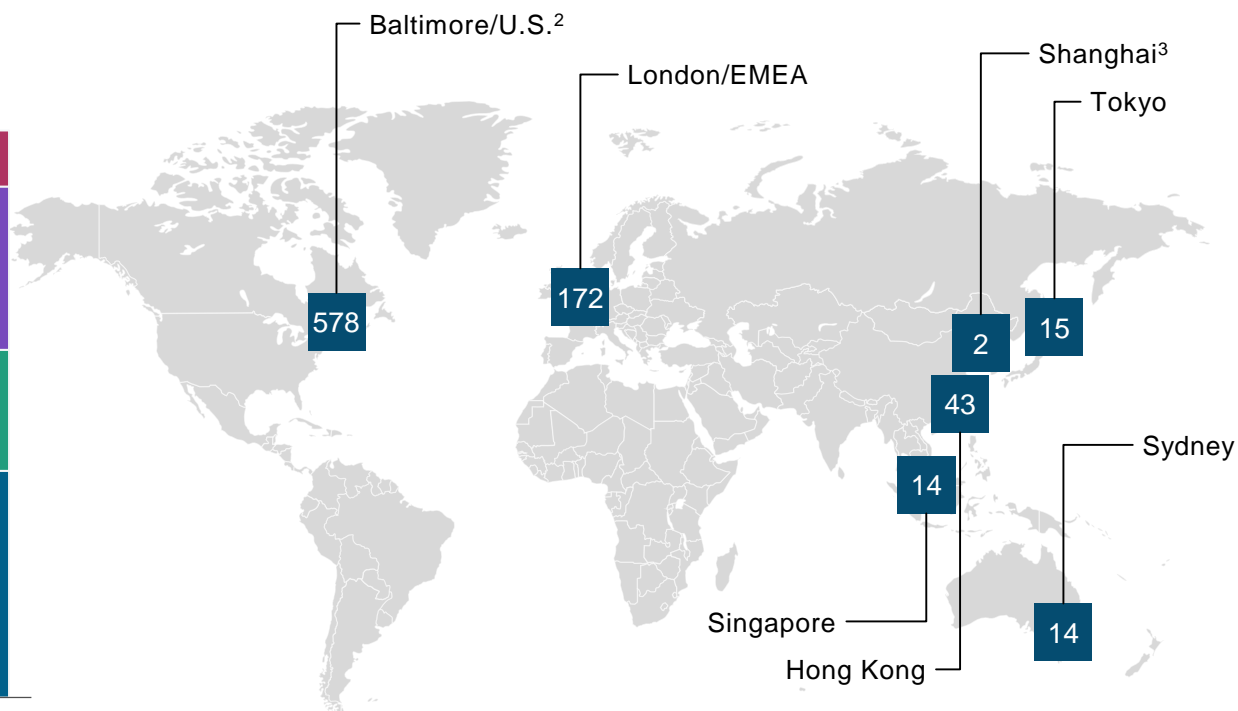 Baltimore/U.S.²
London/EMEA
Shanghai³
Tokyo
578
172
2
15
43
14
Sydney
14
Singapore
Hong Kong